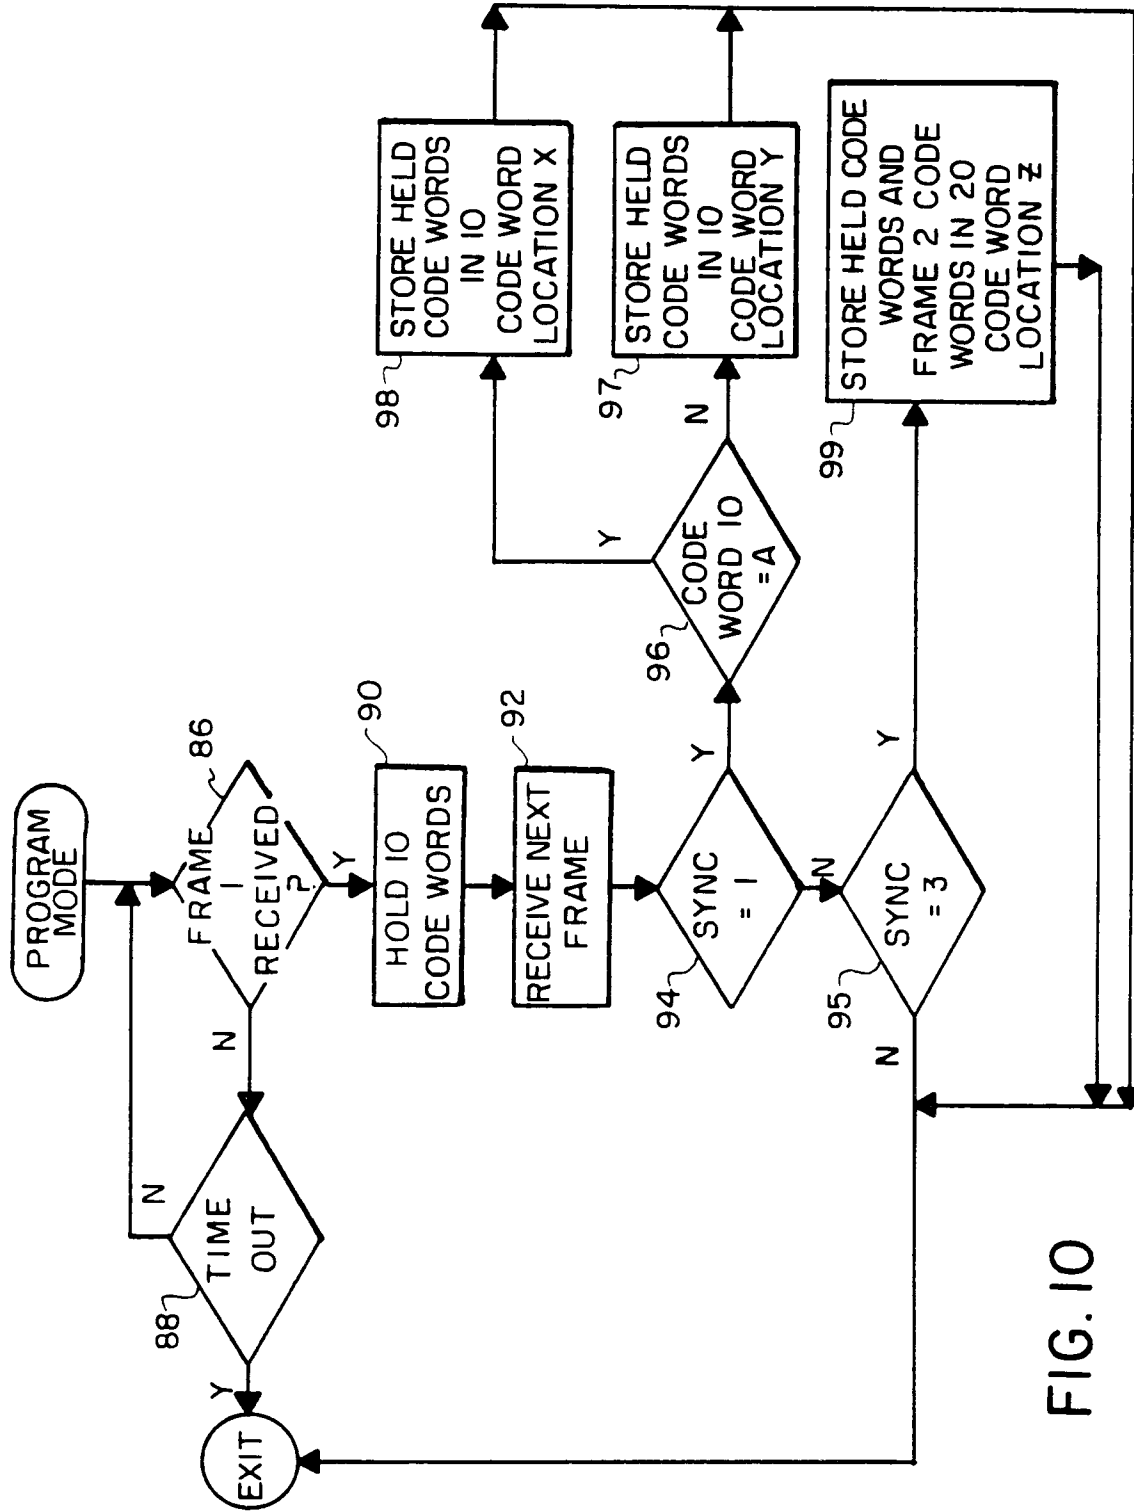 PROGRAM
MODE
FRAME
1
RECEIVED
?
86
Y
N
TIME
OUT
88
N
Y
EXIT
HOLD 10
CODE WORDS
90
RECEIVE NEXT
FRAME
92
SYNC
= 1
94
Y
N
CODE
WORD 10
= A
96
Y
N
STORE HELD
CODE WORDS
IN 10
CODE WORD
LOCATION X
98
STORE HELD
CODE WORDS
IN 10
CODE WORD
LOCATION Y
97
SYNC
= 3
95
Y
N
STORE HELD CODE
WORDS AND
FRAME 2 CODE
WORDS IN 20
CODE WORD
LOCATION Z
99
FIG. 10